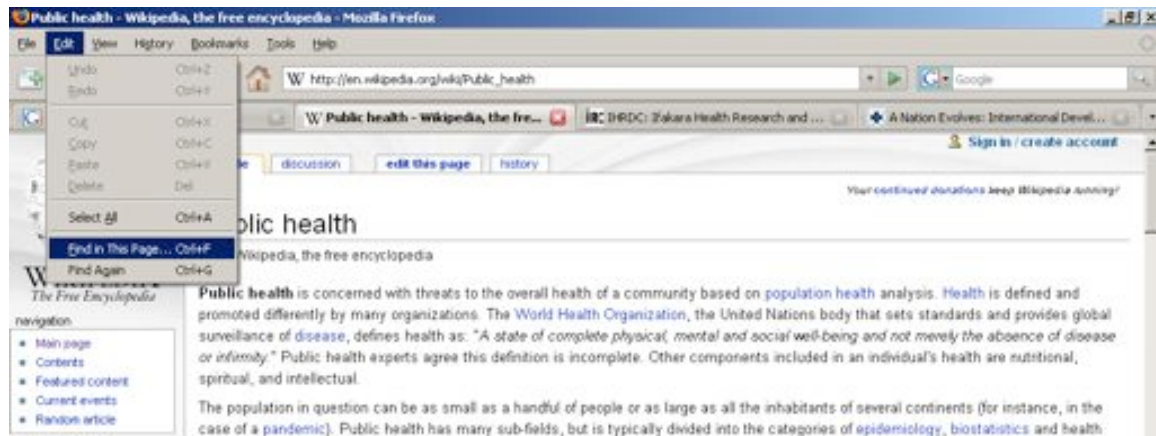 Public health - Wikipedia, the free encyclopedia - Mozilla Firefox
File Edit View History Bookmarks Tools Help
Undo Ctrl+Z
Redo
W http://en.wikipedia.org/wiki/Public_health
Google
Cut Ctrl+X
Copy Ctrl+C
Paste Ctrl+V
Delete Del
Select All Ctrl+A
Find in This Page... Ctrl+F
Find Again Ctrl+G
W Public health - Wikipedia, the fre...
IRC IHRDC: Ifakara Health Research and ...
A Nation Evolves: International Devel...
Sign in / create account
discussion edit this page history
Your continued donations keep Wikipedia running!
blic health
Wikipedia, the free encyclopedia
The Free Encyclopedia
navigation
Main page
Contents
Featured content
Current events
Random article
Public health is concerned with threats to the overall health of a community based on population health analysis. Health is defined and
promoted differently by many organizations. The World Health Organization, the United Nations body that sets standards and provides global
surveillance of disease, defines health as: "A state of complete physical, mental and social well-being and not merely the absence of disease
or infirmity." Public health experts agree this definition is incomplete. Other components included in an individual's health are nutritional,
spiritual, and intellectual.
The population in question can be as small as a handful of people or as large as all the inhabitants of several continents (for instance, in the
case of a pandemic). Public health has many sub-fields, but is typically divided into the categories of epidemiology, biostatistics and health